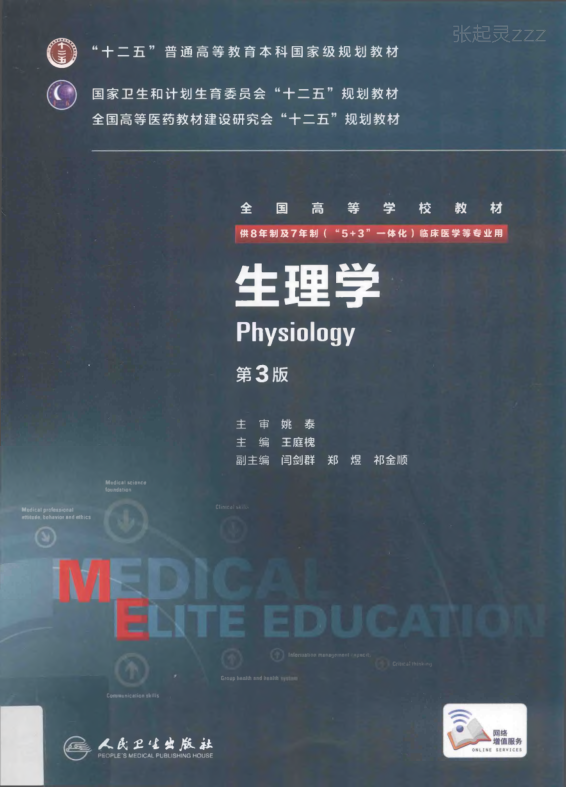 张起灵zzz
"十二五"普通高等教育本科国家级规划教材
国家卫生和计划生育委员会"十二五"规划教材
全国高等医药教材建设研究会"十二五"规划教材
全国高等学校教材
供8年制及7年制("5+3"一体化)临床医学等专业用
生理学
Physiology
第3版
主审 姚泰
主编 王庭槐
副主编 闫剑群 郑煜 祁金顺
Medical science
foundation
Medical professional
attitude, behavior and ethics
Clinical skills
MEDICAL
ELITE EDUCATION
Information management capacity
Critical thinking
Group health and health system
Communication skills
人民卫生出版社
PEOPLE'S MEDICAL PUBLISHING HOUSE
网络
增值服务
ONLINE SERVICES